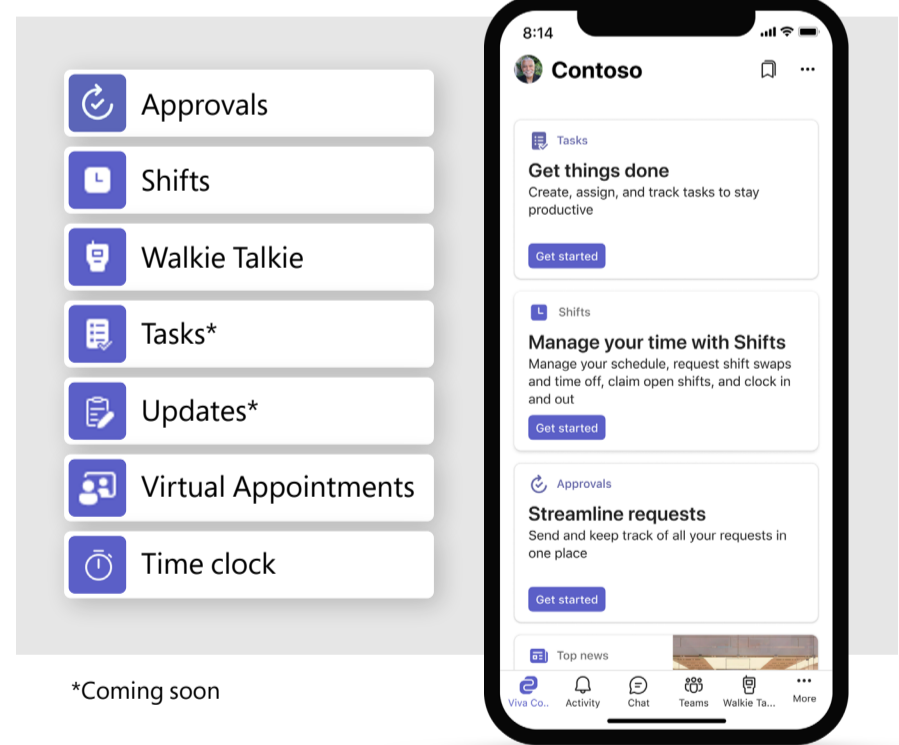 Approvals
Shifts
Walkie Talkie
Tasks*
Updates*
Virtual Appointments
Time clock
*Coming soon
8:14
Contoso
Tasks
Get things done
Create, assign, and track tasks to stay
productive
Get started
Shifts
Manage your time with Shifts
Manage your schedule, request shift swaps
and time off, claim open shifts, and clock in
and out
Get started
Approvals
Streamline requests
Send and keep track of all your requests in
one place
Get started
Top news
Viva Co.. Activity Chat Teams Walkie Ta... More